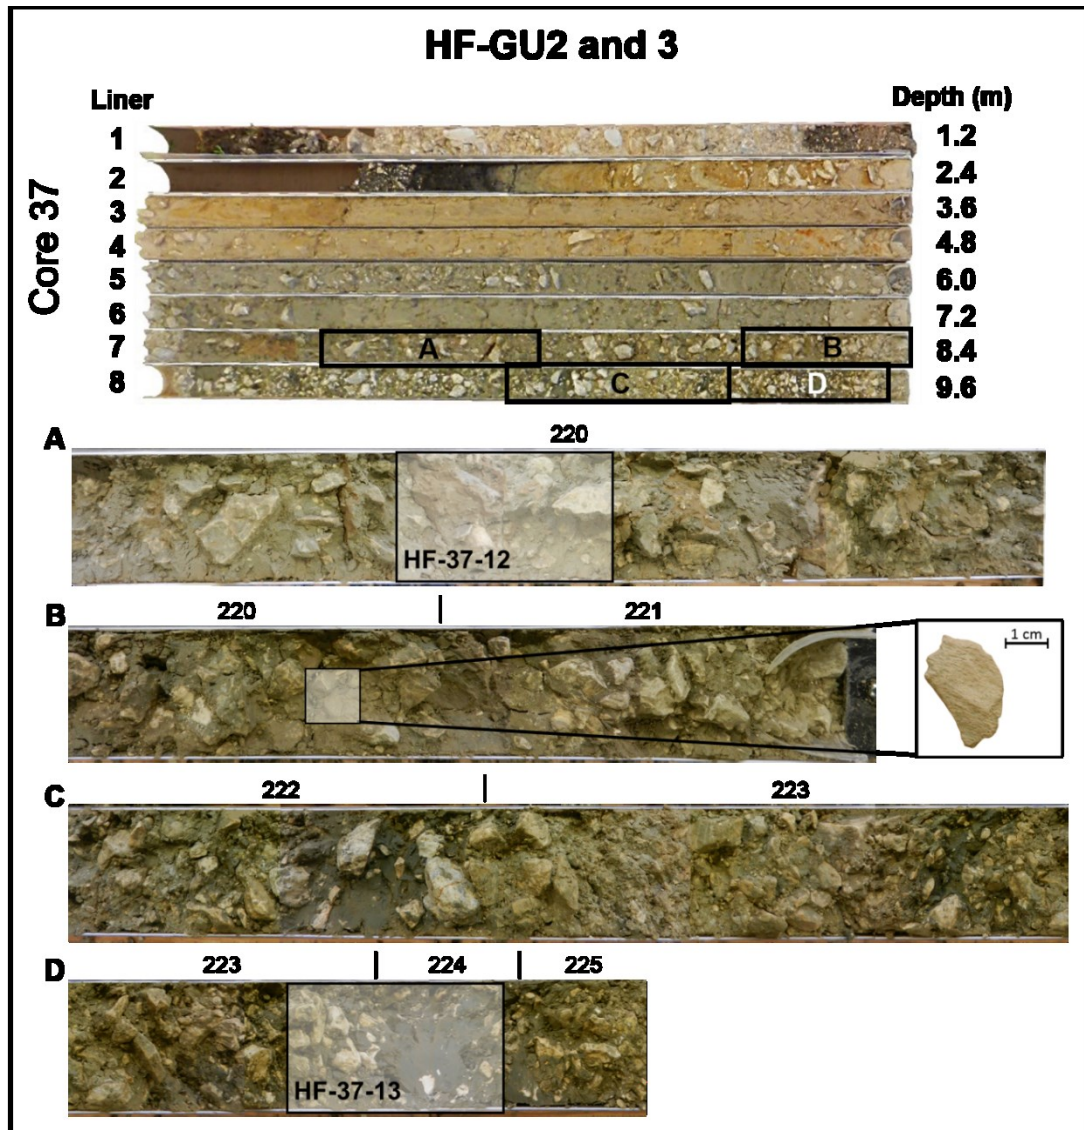 HF-GU2 and 3
Liner Depth (m)
Core 37
1 1.2
2 2.4
3 3.6
4 4.8
5 6.0
6 7.2
7 A B 8.4
8 C D 9.6
A 220
HF-37-12
B 220 | 221
1 cm
C 222 | 223
D 223 | 224 | 225
HF-37-13